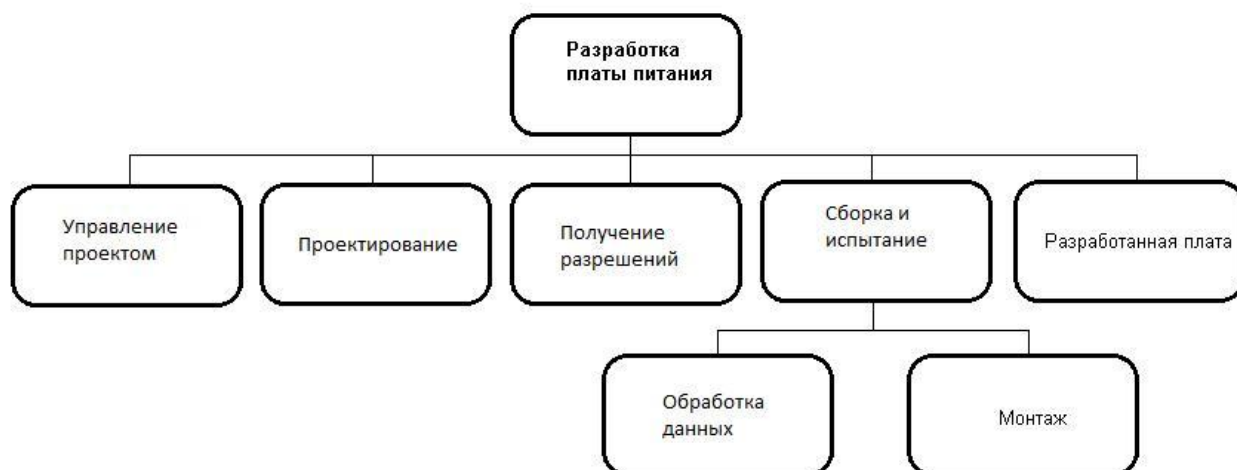 Разработка
платы питания
Управление
проектом
Проектирование
Получение
разрешений
Сборка и
испытание
Разработанная плата
Обработка
данных
Монтаж